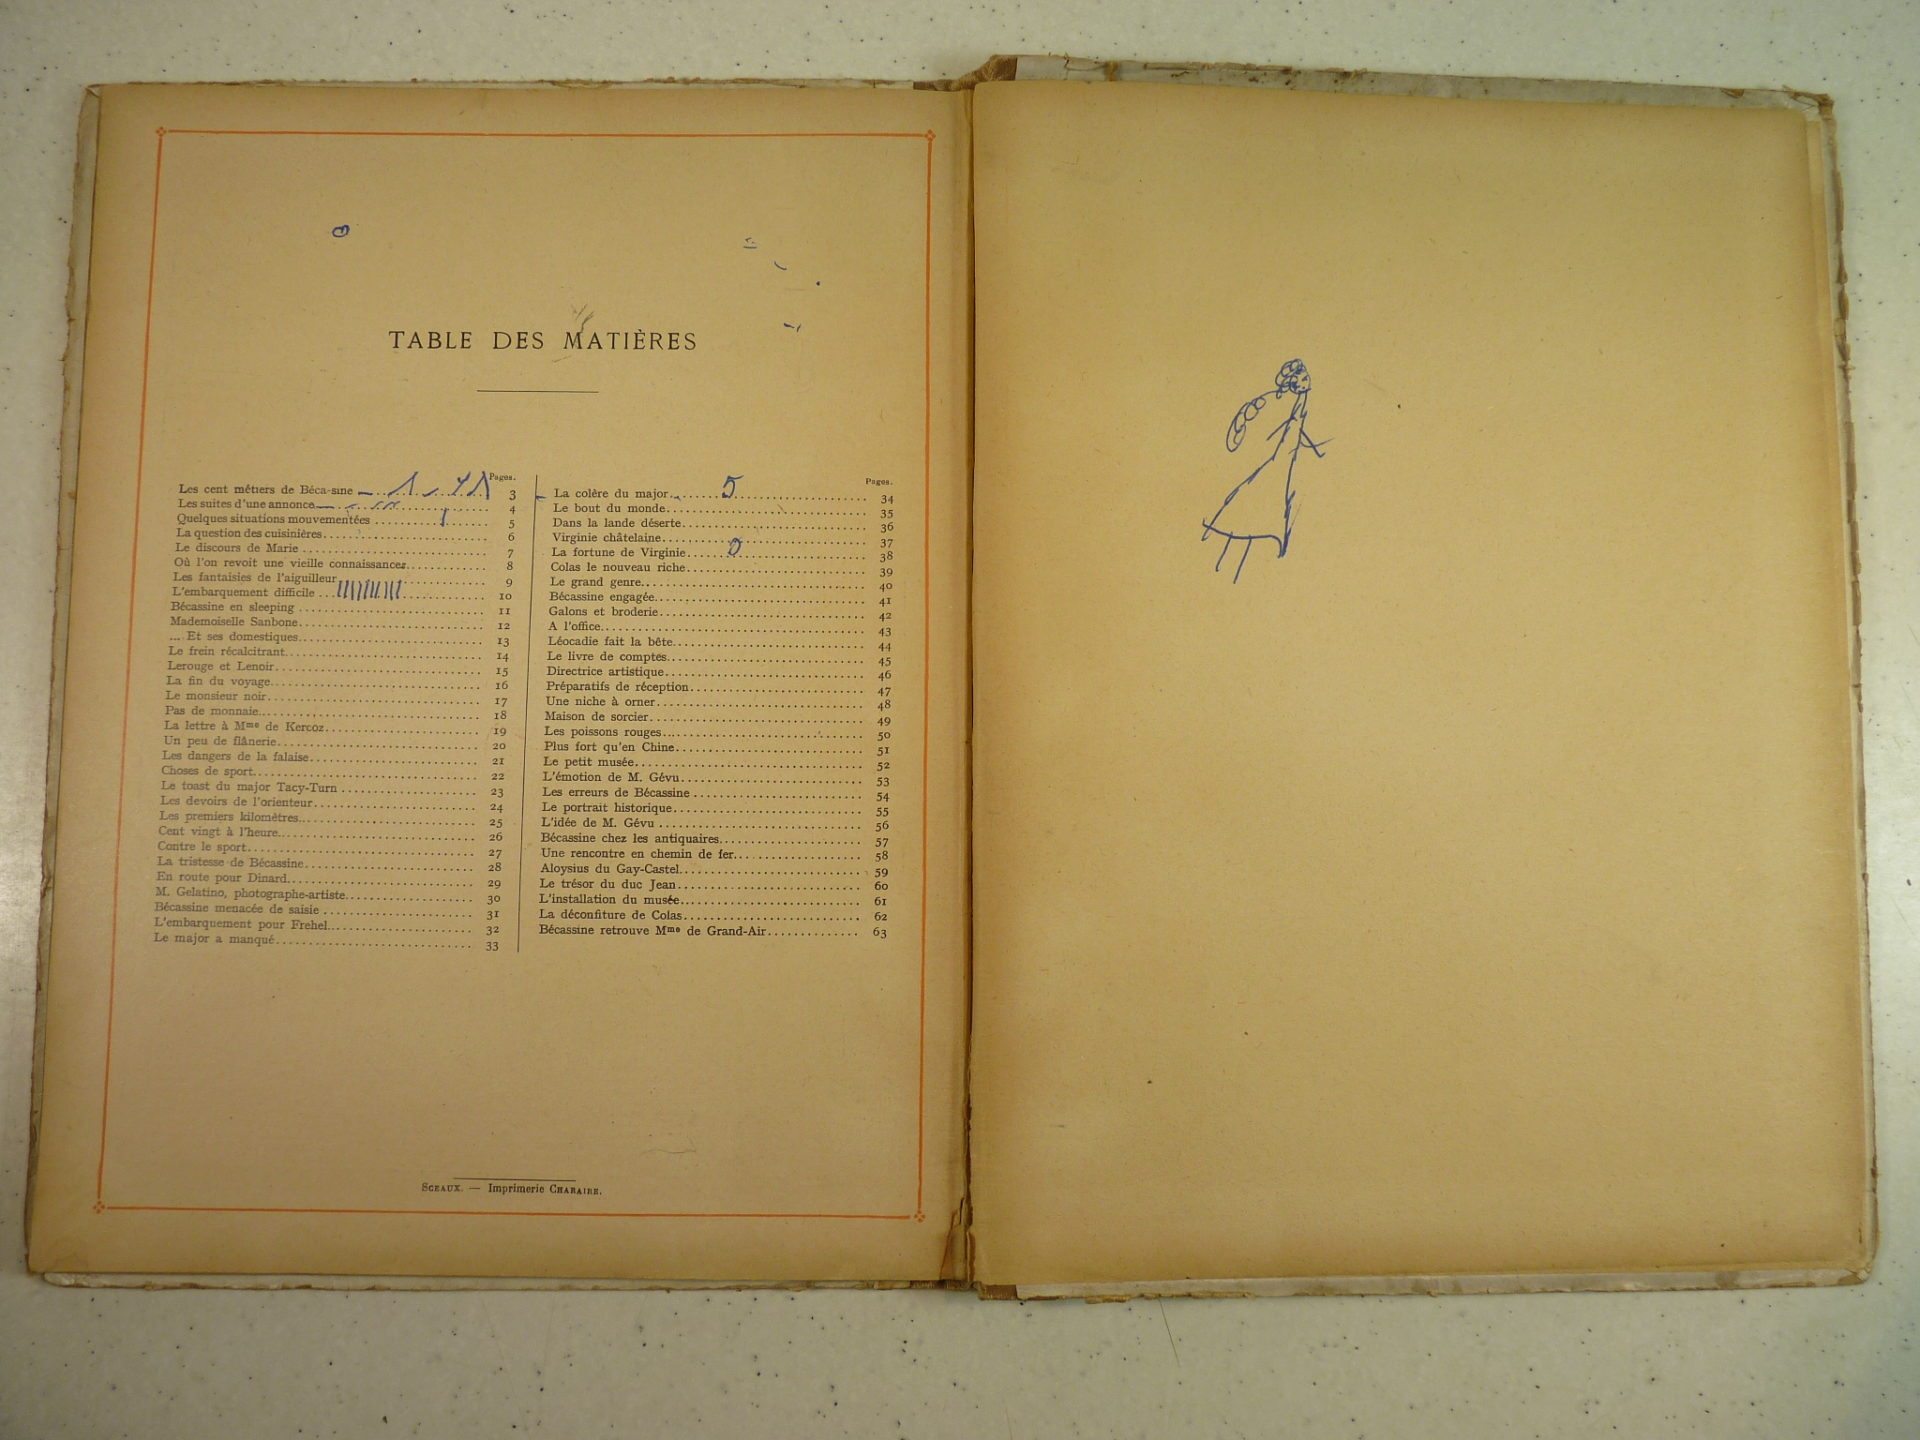 TABLE DES MATIÈRES
Pages.
Les cent métiers de Béca-sine 3
Les suites d'une annonce 4
Quelques situations mouvementées 5
La question des cuisinières 6
Le discours de Marie 7
Où l'on revoit une vieille connaissances 8
Les fantaisies de l'aiguilleur 9
L'embarquement difficile 10
Bécassine en sleeping 11
Mademoiselle Sanbone 12
... Et ses domestiques 13
Le frein récalcitrant 14
Lerouge et Lenoir 15
La fin du voyage 16
Le monsieur noir 17
Pas de monnaie 18
La lettre à Mme de Kercoz 19
Un peu de flânerie 20
Les dangers de la falaise 21
Choses de sport 22
Le toast du major Tacy-Turn 23
Les devoirs de l'orienteur 24
Les premiers kilomètres 25
Cent vingt à l'heure 26
Contre le sport 27
La tristesse de Bécassine 28
En route pour Dinard 29
M. Gelatino, photographe-artiste 30
Bécassine menacée de saisie 31
L'embarquement pour Frehel 32
Le major a manqué 33
Pages.
La colère du major 5 34
Le bout du monde 35
Dans la lande déserte 36
Virginie châtelaine 37
La fortune de Virginie 0 38
Colas le nouveau riche 39
Le grand genre 40
Bécassine engagée 41
Galons et broderie 42
A l'office 43
Léocadie fait la bête 44
Le livre de comptes 45
Directrice artistique 46
Préparatifs de réception 47
Une niche à orner 48
Maison de sorcier 49
Les poissons rouges 50
Plus fort qu'en Chine 51
Le petit musée 52
L'émotion de M. Gévu 53
Les erreurs de Bécassine 54
Le portrait historique 55
L'idée de M. Gévu 56
Bécassine chez les antiquaires 57
Une rencontre en chemin de fer 58
Aloysius du Gay-Castel 59
Le trésor du duc Jean 60
L'installation du musée 61
La déconfiture de Colas 62
Bécassine retrouve Mme de Grand-Air 63
SCEAUX. — Imprimerie CHARAIRE.